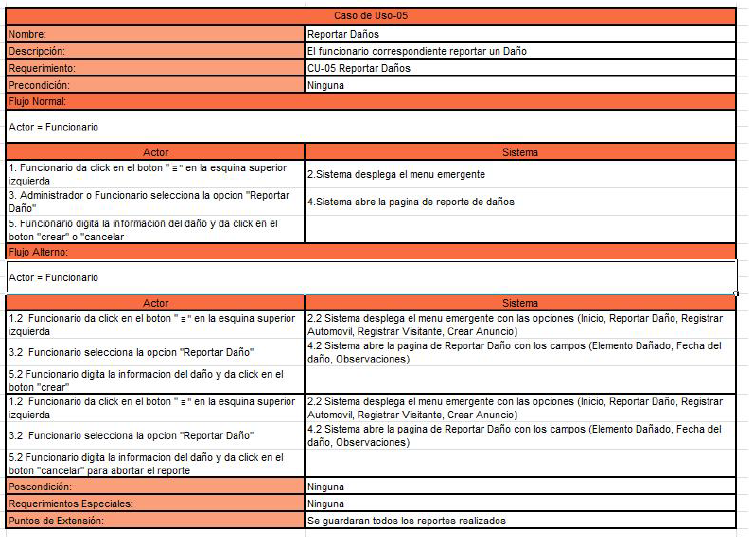 Caso de Uso-05
Nombre: Reportar Daños
Descripción: El funcionario correspondiente reportar un Daño
Requerimiento: CU-05 Reportar Daños
Precondición: Ninguna
Flujo Normal:
Actor = Funcionario
Actor Sistema
1. Funcionario da click en el boton " ≡ " en la esquina superior
izquierda
2.Sistema desplega el menu emergente
3. Administrador o Funcionario selecciona la opcion "Reportar
Daño"
4.Sistema abre la pagina de reporte de daños
5. Funcionario digita la informacion del daño y da click en el
boton "crear" o "cancelar
Flujo Alterno:
Actor = Funcionario
Actor Sistema
1.2 Funcionario da click en el boton " ≡ " en la esquina superior
izquierda
2.2 Sistema desplega el menu emergente con las opciones (Inicio, Reportar Daño, Registrar
Automovil, Registrar Visitante, Crear Anuncio)
3.2 Funcionario selecciona la opcion "Reportar Daño"
4.2 Sistema abre la pagina de Reportar Daño con los campos (Elemento Dañado, Fecha del
daño, Observaciones)
5.2 Funcionario digita la informacion del daño y da click en el
boton "crear"
1.2 Funcionario da click en el boton " ≡ " en la esquina superior
izquierda
2.2 Sistema desplega el menu emergente con las opciones (Inicio, Reportar Daño, Registrar
Automovil, Registrar Visitante, Crear Anuncio)
3.2 Funcionario selecciona la opcion "Reportar Daño"
4.2 Sistema abre la pagina de Reportar Daño con los campos (Elemento Dañado, Fecha del
daño, Observaciones)
5.2 Funcionario digita la informacion del daño y da click en el
boton "cancelar" para abortar el reporte
Poscondición: Ninguna
Requerimientos Especiales: Ninguna
Puntos de Extensión: Se guardaran todos los reportes realizados